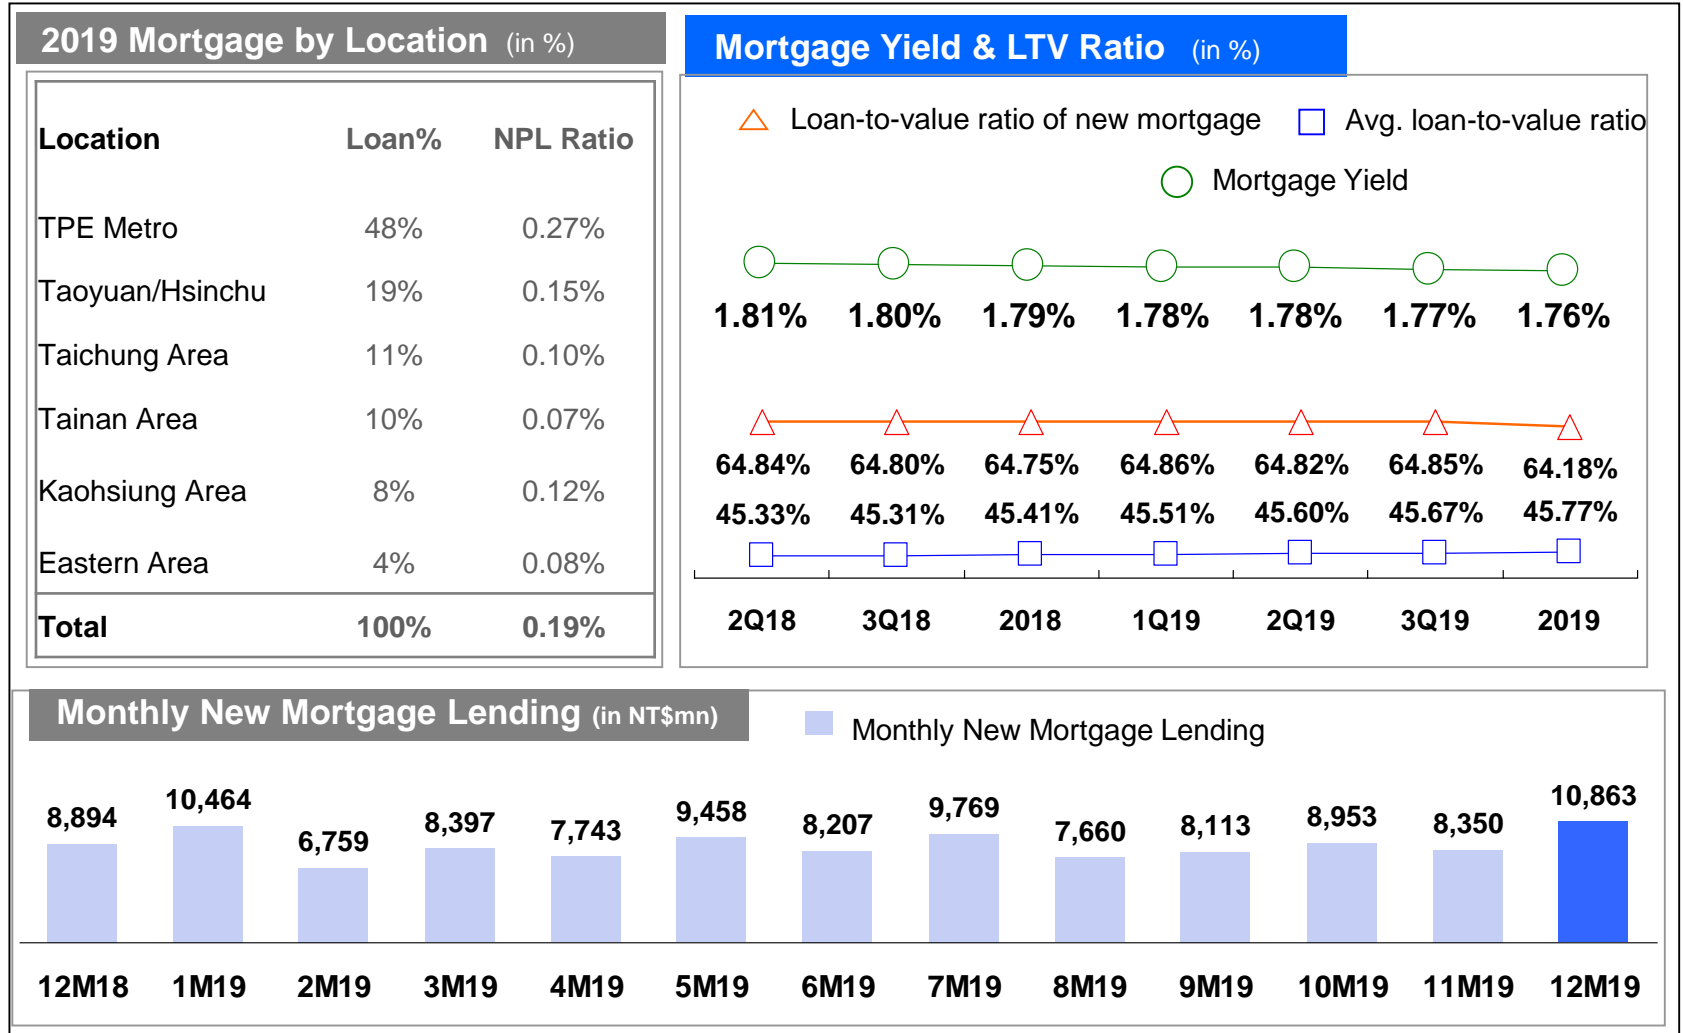 2019 Mortgage by Location (in %)
Location Loan% NPL Ratio
TPE Metro 48% 0.27%
Taoyuan/Hsinchu 19% 0.15%
Taichung Area 11% 0.10%
Tainan Area 10% 0.07%
Kaohsiung Area 8% 0.12%
Eastern Area 4% 0.08%
Total 100% 0.19%
Mortgage Yield & LTV Ratio (in %)
Loan-to-value ratio of new mortgage Avg. loan-to-value ratio
Mortgage Yield
1.81% 1.80% 1.79% 1.78% 1.78% 1.77% 1.76%
64.84% 64.80% 64.75% 64.86% 64.82% 64.85% 64.18%
45.33% 45.31% 45.41% 45.51% 45.60% 45.67% 45.77%
2Q18 3Q18 2018 1Q19 2Q19 3Q19 2019
Monthly New Mortgage Lending (in NT$mn)
Monthly New Mortgage Lending
8,894 10,464 6,759 8,397 7,743 9,458 8,207 9,769 7,660 8,113 8,953 8,350 10,863
12M18 1M19 2M19 3M19 4M19 5M19 6M19 7M19 8M19 9M19 10M19 11M19 12M19